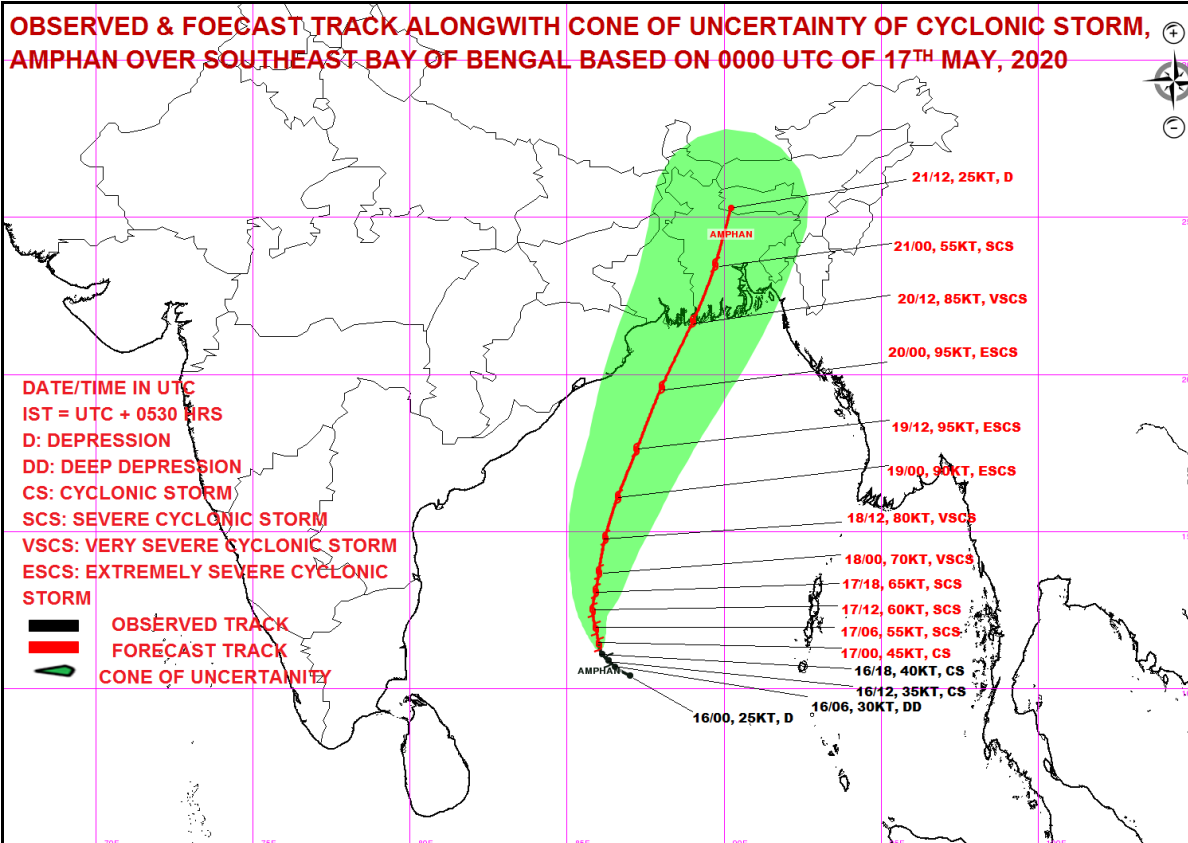 OBSERVED & FOECAST TRACK ALONGWITH CONE OF UNCERTAINTY OF CYCLONIC STORM,
AMPHAN OVER SOUTHEAST BAY OF BENGAL BASED ON 0000 UTC OF 17TH MAY, 2020
21/12, 25KT, D
AMPHAN
21/00, 55KT, SCS
20/12, 85KT, VSCS
20/00, 95KT, ESCS
19/12, 95KT, ESCS
19/00, 90KT, ESCS
18/12, 80KT, VSCS
18/00, 70KT, VSCS
17/18, 65KT, SCS
17/12, 60KT, SCS
17/06, 55KT, SCS
17/00, 45KT, CS
16/18, 40KT, CS
16/12, 35KT, CS
16/06, 30KT, DD
16/00, 25KT, D
AMPHAN
DATE/TIME IN UTC
IST = UTC + 0530 HRS
D: DEPRESSION
DD: DEEP DEPRESSION
CS: CYCLONIC STORM
SCS: SEVERE CYCLONIC STORM
VSCS: VERY SEVERE CYCLONIC STORM
ESCS: EXTREMELY SEVERE CYCLONIC
STORM
OBSERVED TRACK
FORECAST TRACK
CONE OF UNCERTAINITY